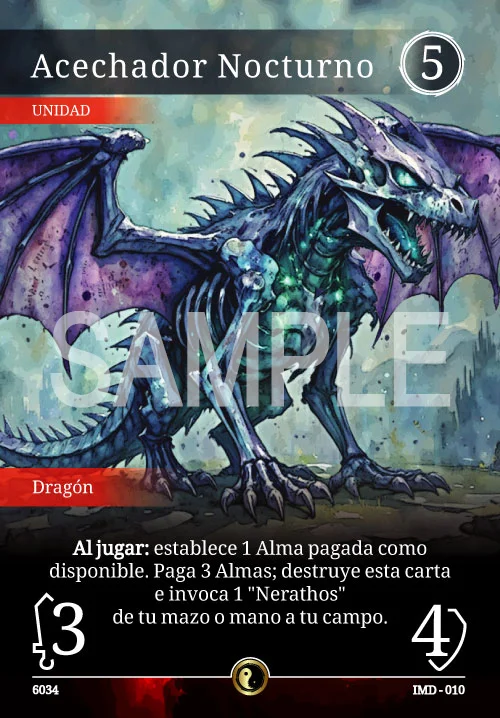 Acechador Nocturno 5
UNIDAD
SAMPLE
Dragón
Al jugar: establece 1 Alma pagada como
disponible. Paga 3 Almas; destruye esta carta
e invoca 1 "Nerathos"
de tu mazo o mano a tu campo.
3 4
6034 IMD - 010